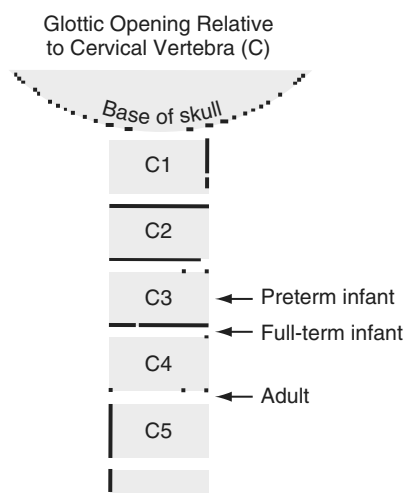 Glottic Opening Relative
to Cervical Vertebra (C)
Base of skull
C1
C2
C3
Preterm infant
Full-term infant
C4
Adult
C5